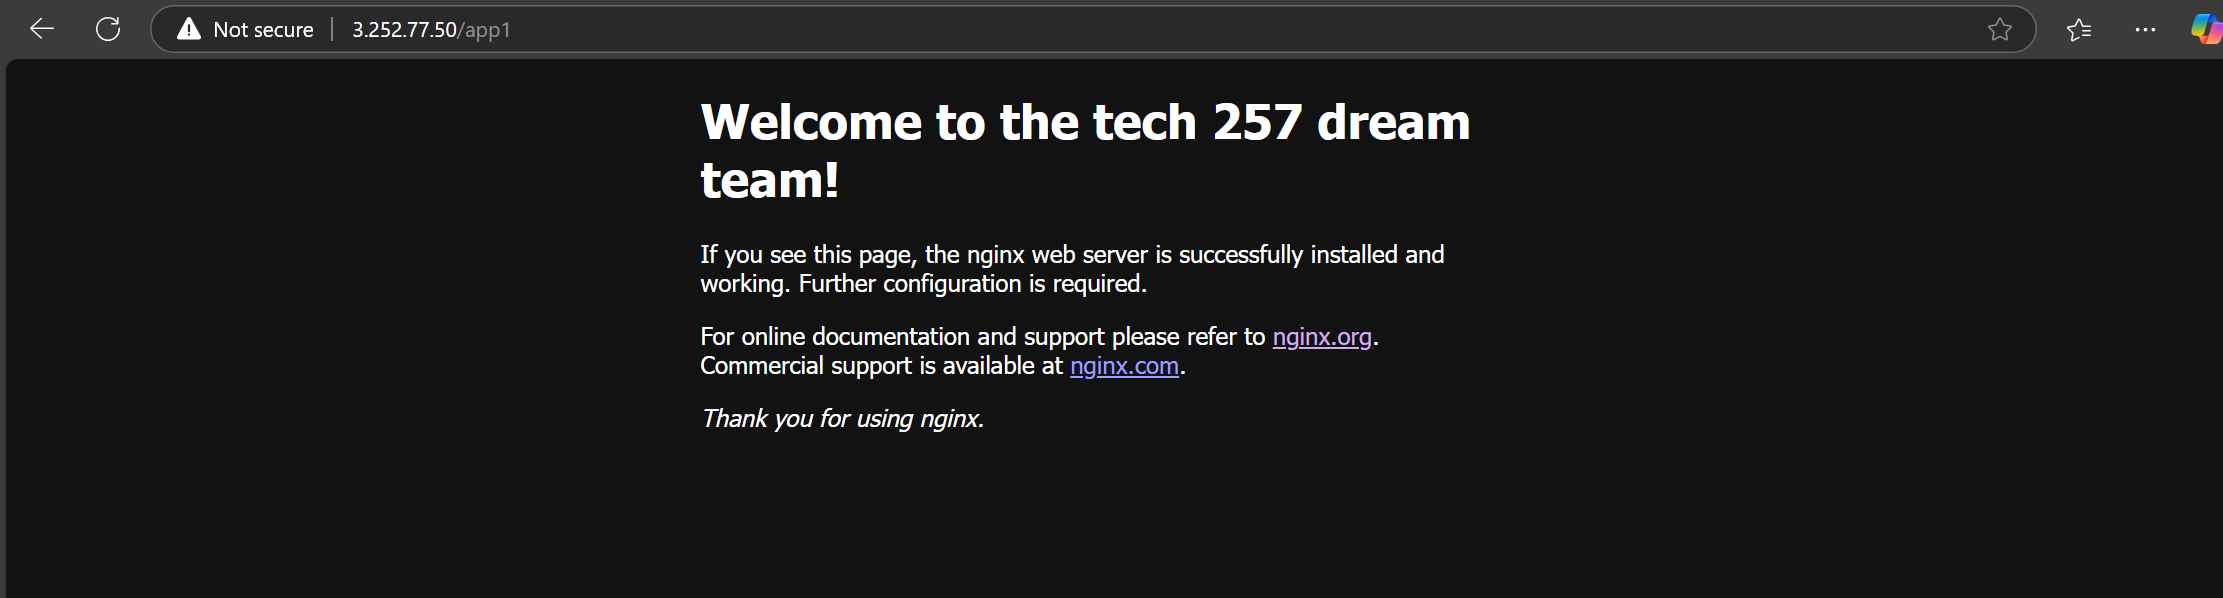 Not secure 3.252.77.50/app1
Welcome to the tech 257 dream
team!
If you see this page, the nginx web server is successfully installed and
working. Further configuration is required.
For online documentation and support please refer to nginx.org.
Commercial support is available at nginx.com.
Thank you for using nginx.